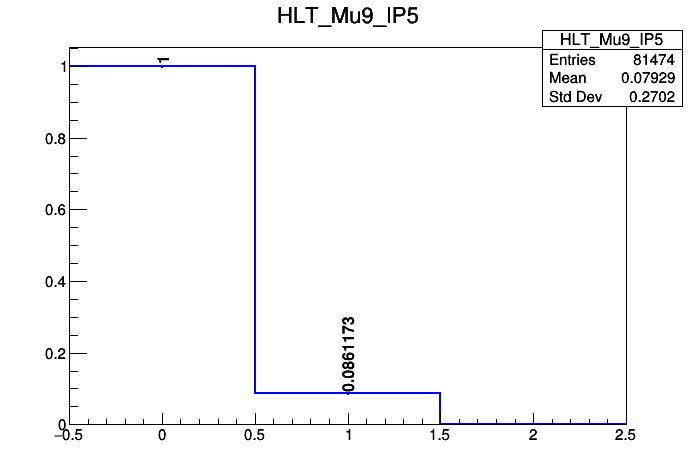 HLT_Mu9_IP5
HLT_Mu9_IP5
Entries 81474
Mean 0.07929
Std Dev 0.2702
1
0.8
0.6
0.4
0.2
0
1
0.0861173
−0.5 0 0.5 1 1.5 2 2.5